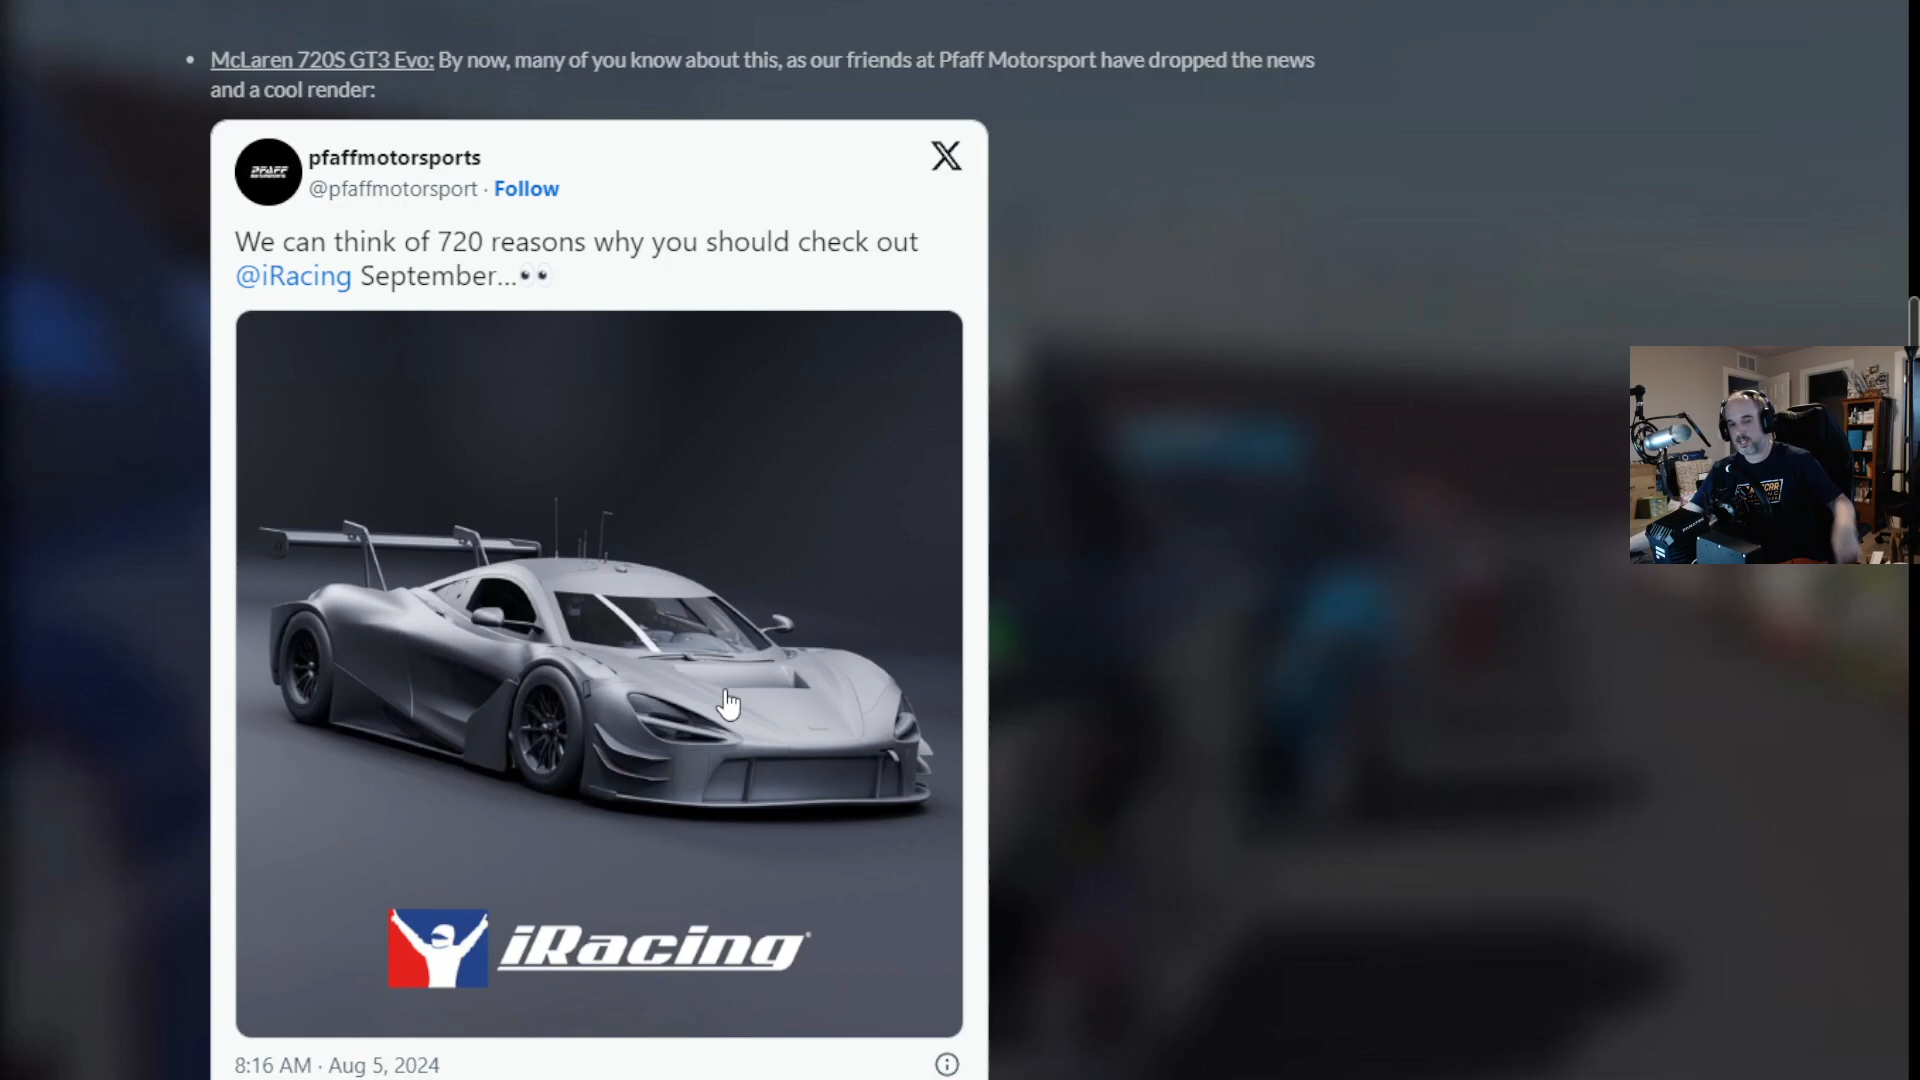 • McLaren 720S GT3 Evo: By now, many of you know about this, as our friends at Pfaff Motorsport have dropped the news
and a cool render:
PFAFF
pfaffmotorsports
@pfaffmotorsport · Follow
We can think of 720 reasons why you should check out
@iRacing September...👀
iRacing
8:16 AM · Aug 5, 2024
FANATEC